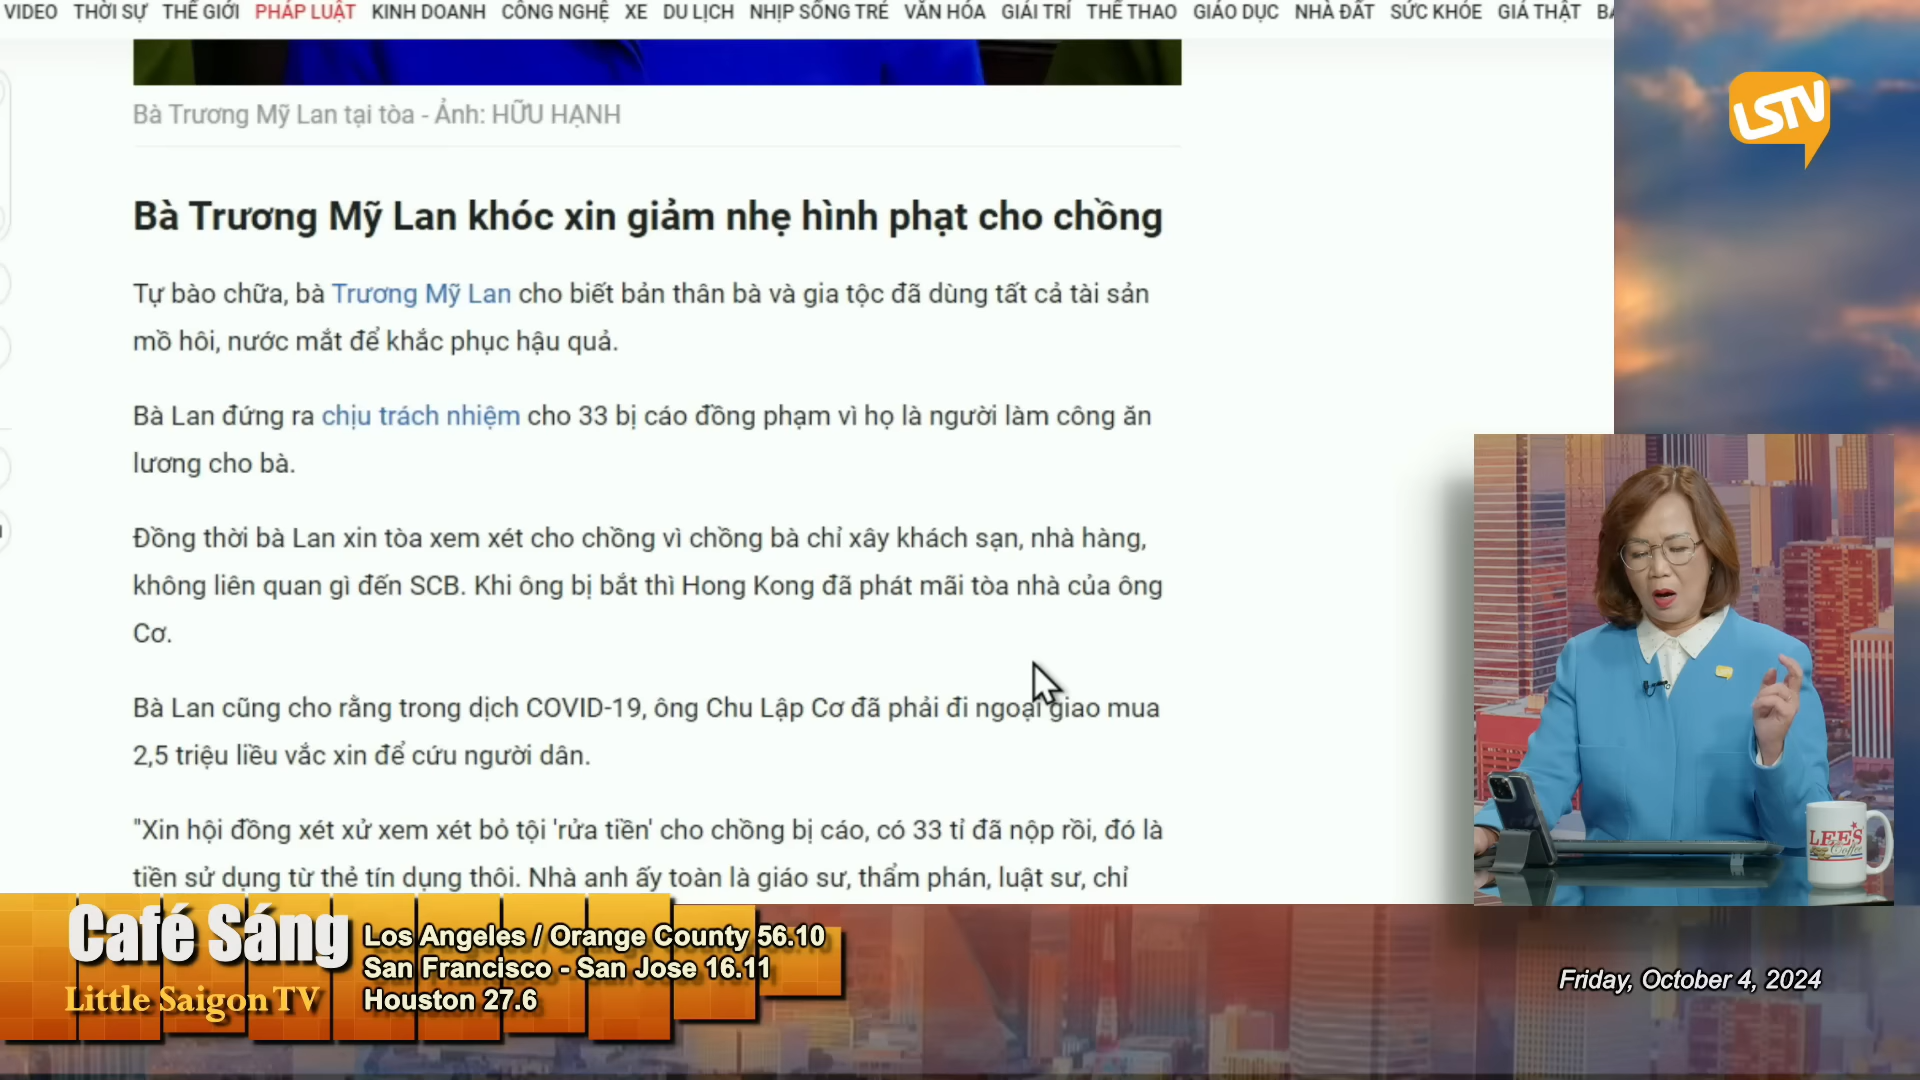 VIDEO THỜI SỰ THẾ GIỚI PHÁP LUẬT KINH DOANH CÔNG NGHỆ XE DU LỊCH NHỊP SỐNG TRẺ VĂN HÓA GIẢI TRÍ THỂ THAO GIÁO DỤC NHÀ ĐẤT SỨC KHỎE GIẢ THẬT
LSTV
Bà Trương Mỹ Lan tại tòa - Ảnh: HỮU HẠNH
Bà Trương Mỹ Lan khóc xin giảm nhẹ hình phạt cho chồng
Tự bào chữa, bà Trương Mỹ Lan cho biết bản thân bà và gia tộc đã dùng tất cả tài sản
mồ hôi, nước mắt để khắc phục hậu quả.
Bà Lan đứng ra chịu trách nhiệm cho 33 bị cáo đồng phạm vì họ là người làm công ăn
lương cho bà.
Đồng thời bà Lan xin tòa xem xét cho chồng vì chồng bà chỉ xây khách sạn, nhà hàng,
không liên quan gì đến SCB. Khi ông bị bắt thì Hong Kong đã phát mãi tòa nhà của ông
Cơ.
Bà Lan cũng cho rằng trong dịch COVID-19, ông Chu Lập Cơ đã phải đi ngoại giao mua
2,5 triệu liều vắc xin để cứu người dân.
"Xin hội đồng xét xử xem xét bỏ tội 'rửa tiền' cho chồng bị cáo, có 33 tỉ đã nộp rồi, đó là
tiền sử dụng từ thẻ tín dụng thôi. Nhà anh ấy toàn là giáo sư, thẩm phán, luật sư, chỉ
LEE'S
Coffee
Café Sáng
Little Saigon TV
Los Angeles / Orange County 56.10
San Francisco - San Jose 16.11
Houston 27.6
Friday, October 4, 2024